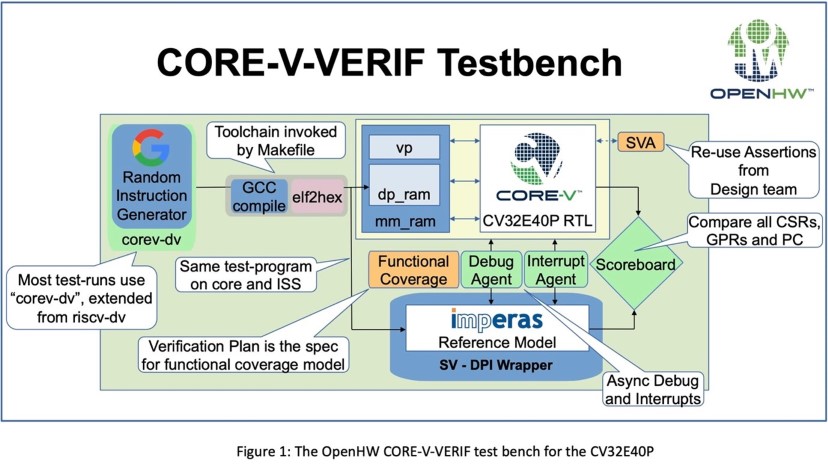 CORE-V-VERIF Testbench
OPENHW™
Random
Instruction
Generator
corev-dv
Toolchain invoked
by Makefile
GCC
compile
elf2hex
vp
dp_ram
mm_ram
CORE-V™
CV32E40P RTL
SVA
Re-use Assertions
from
Design team
Compare all CSRs,
GPRs and PC
Most test-runs use
“corev-dv”, extended
from riscv-dv
Same test-program
on core and ISS
Functional
Coverage
Debug
Agent
Interrupt
Agent
Scoreboard
Verification Plan is the spec
for functional coverage model
imperas
Reference Model
SV - DPI Wrapper
Async Debug
and Interrupts
Figure 1: The OpenHW CORE-V-VERIF test bench for the CV32E40P